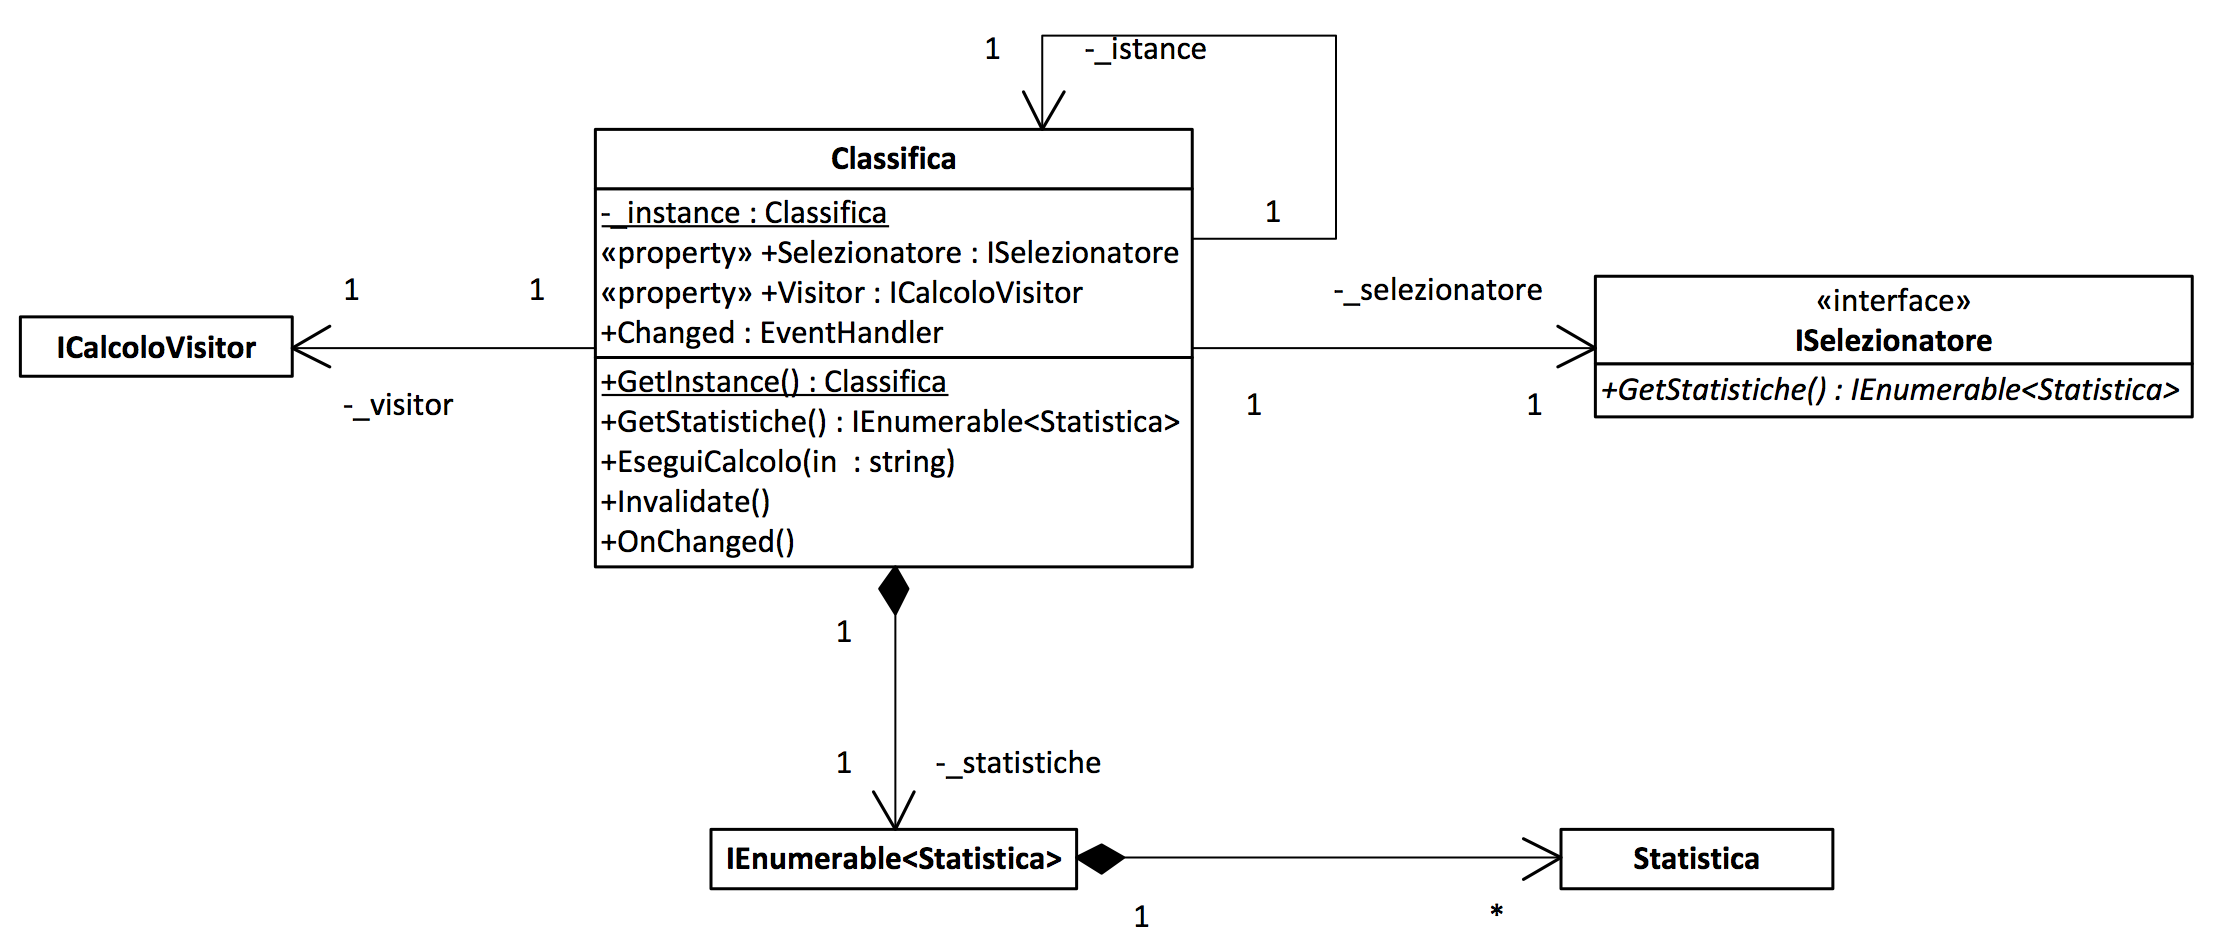 1 -_istance
Classifica
-_instance : Classifica
«property» +Selezionatore : ISelezionatore
«property» +Visitor : ICalcoloVisitor
+Changed : EventHandler
+GetInstance() : Classifica
+GetStatistiche() : IEnumerable<Statistica>
+EseguiCalcolo(in  : string)
+Invalidate()
+OnChanged()
1
1 1
ICalcoloVisitor
-_visitor
-_selezionatore
1 1
«interface»
ISelezionatore
+GetStatistiche() : IEnumerable<Statistica>
1
1 -_statistiche
IEnumerable<Statistica>
Statistica
1 *